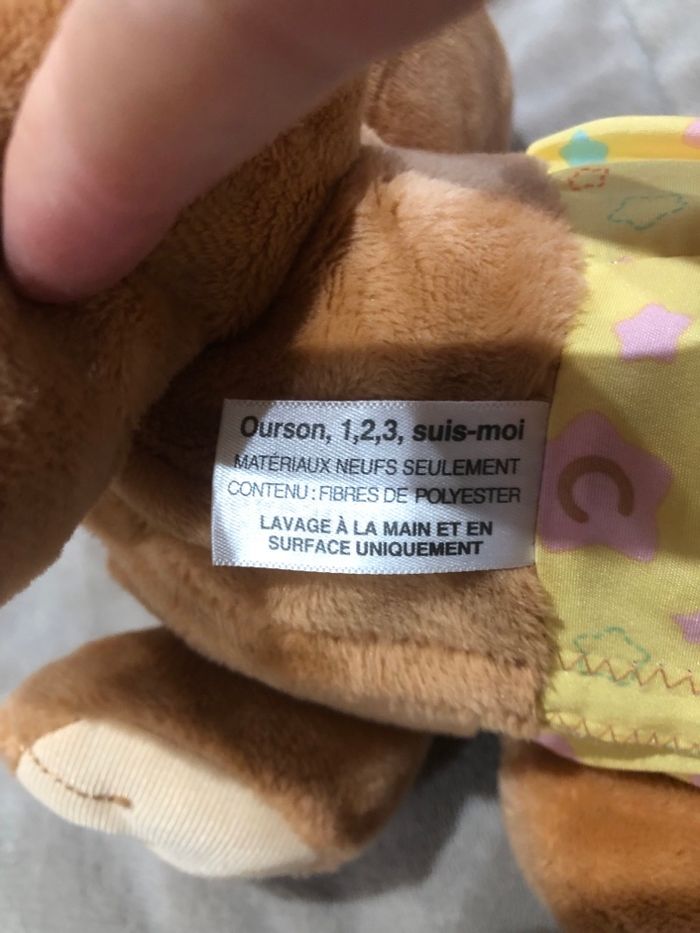 Ourson, 1,2,3, suis-moi
MATÉRIAUX NEUFS SEULEMENT
CONTENU : FIBRES DE POLYESTER
LAVAGE À LA MAIN ET EN
SURFACE UNIQUEMENT
C